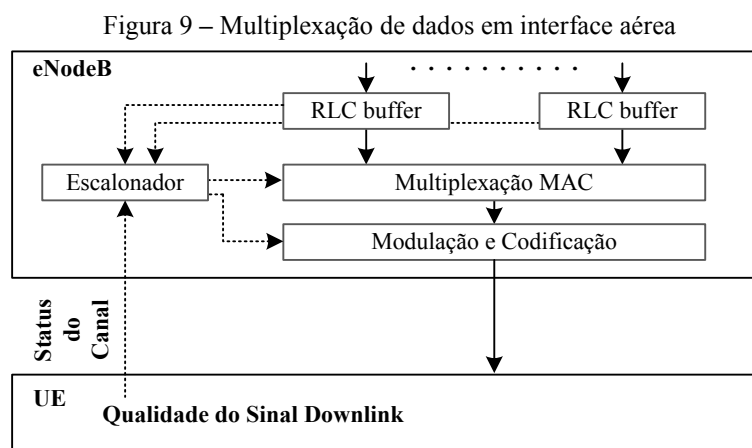 Figura 9 – Multiplexação de dados em interface aérea
eNodeB
RLC buffer
RLC buffer
Escalonador
Multiplexação MAC
Modulação e Codificação
Status
do
Canal
UE
Qualidade do Sinal Downlink